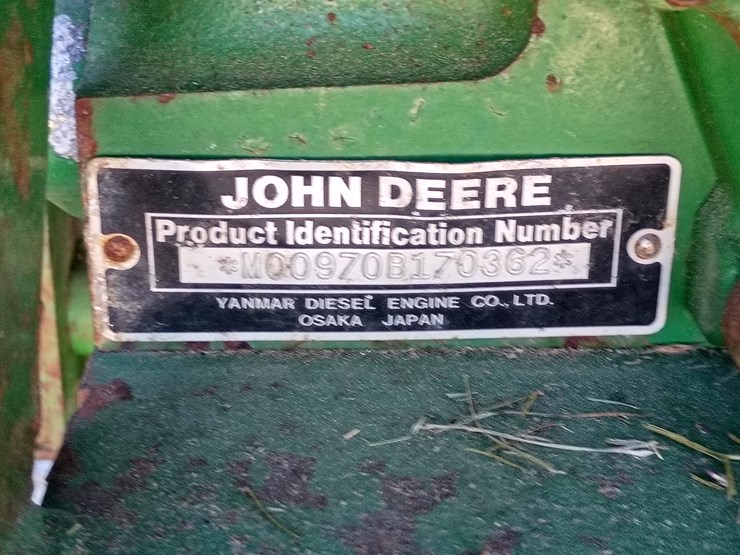 JOHN DEERE
Product Identification Number
*M00970B170362*
YANMAR DIESEL ENGINE CO., LTD.
OSAKA JAPAN